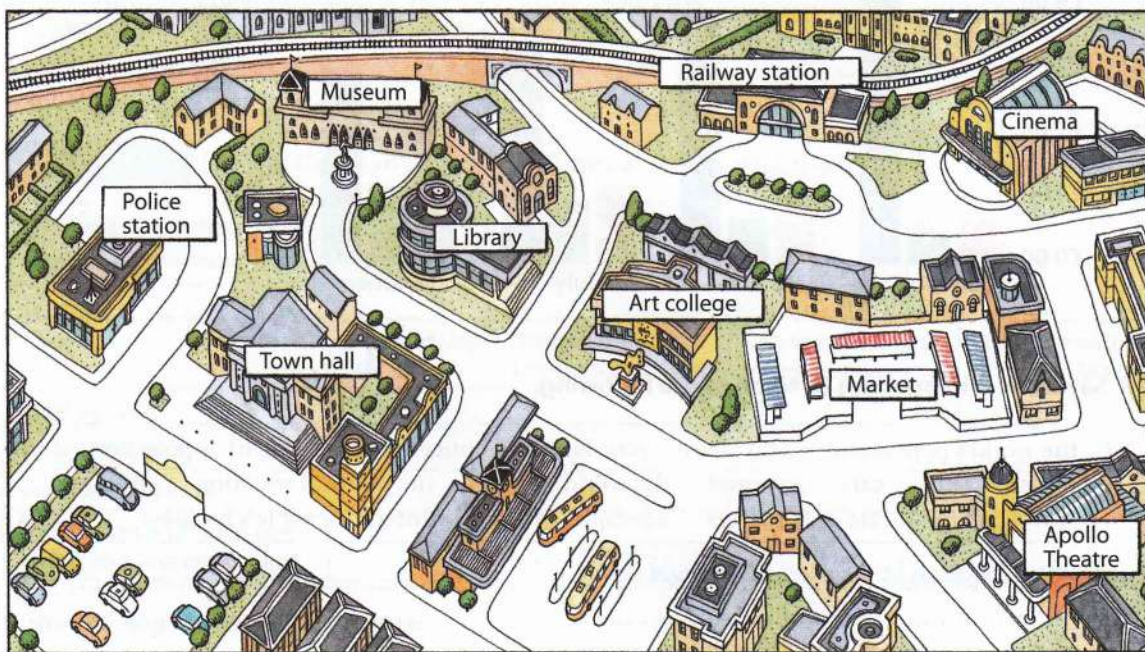 Museum
Railway station
Cinema
Police
station
Library
Art college
Town hall
Market
Apollo
Theatre